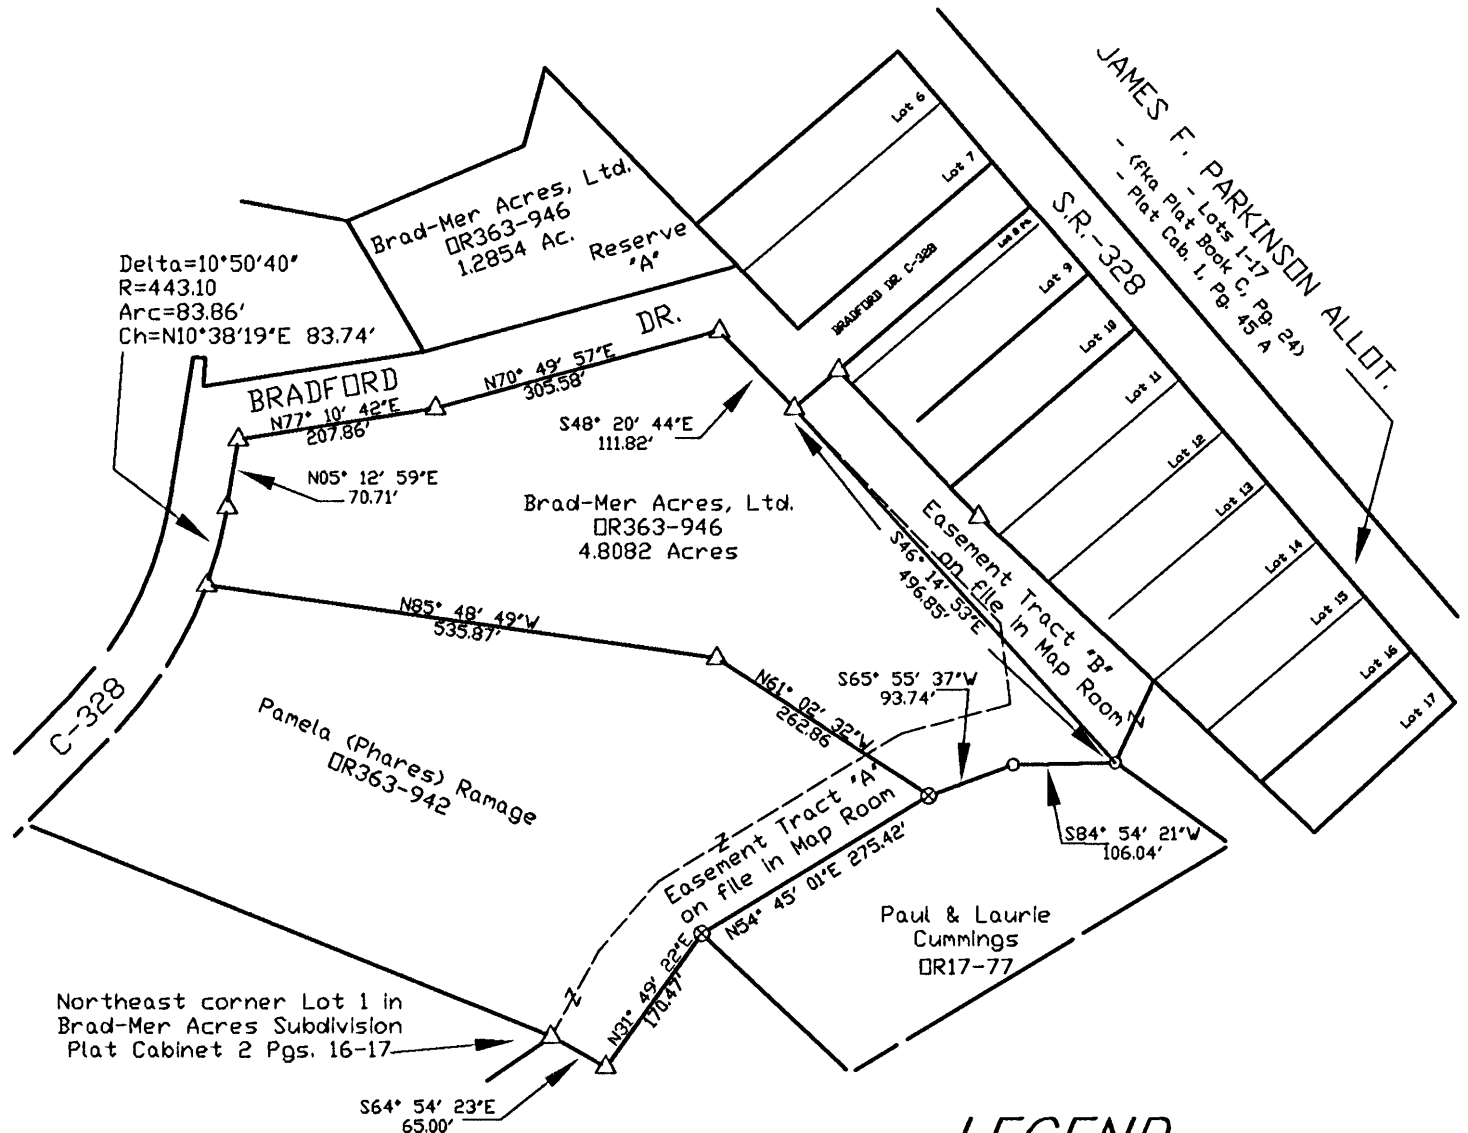 JAMES F. PARKINSON ALLOT.
- Lots 1-17
- (fka Plat Book C, Pg. 24)
- Plat Cab. 1, Pg. 45 A
S.R.-328
Lot 6
Lot 7
Lot 8 Pt.
BRADFORD DR. C-328
Lot 9
Lot 10
Lot 11
Lot 12
Lot 13
Lot 14
Lot 15
Lot 16
Lot 17
Brad-Mer Acres, Ltd.
OR363-946
1.2854 Ac.
Reserve
"A"
Delta=10°50'40"
R=443.10
Arc=83.86'
Ch=N10°38'19"E 83.74'
BRADFORD
DR.
N77° 10' 42"E
207.86'
N70° 49' 57"E
305.58'
S48° 20' 44"E
111.82'
N05° 12' 59"E
70.71'
Brad-Mer Acres, Ltd.
OR363-946
4.8082 Acres
Easement Tract "B"
on file in Map Room
S46° 14' 53"E
496.85'
N85° 48' 49"W
535.87'
C-328
Pamela (Phares) Ramage
OR363-942
N61° 02' 32"W
262.86
S65° 55' 37"W
93.74'
S84° 54' 21"W
106.04'
Z
Z
Z
Easement Tract "A"
on file in Map Room
N54° 45' 01"E 275.42'
N31° 49' 22"E
170.47'
Paul & Laurie
Cummings
OR17-77
Northeast corner Lot 1 in
Brad-Mer Acres Subdivision
Plat Cabinet 2 Pgs. 16-17
S64° 54' 23"E
65.00'
LEGEND